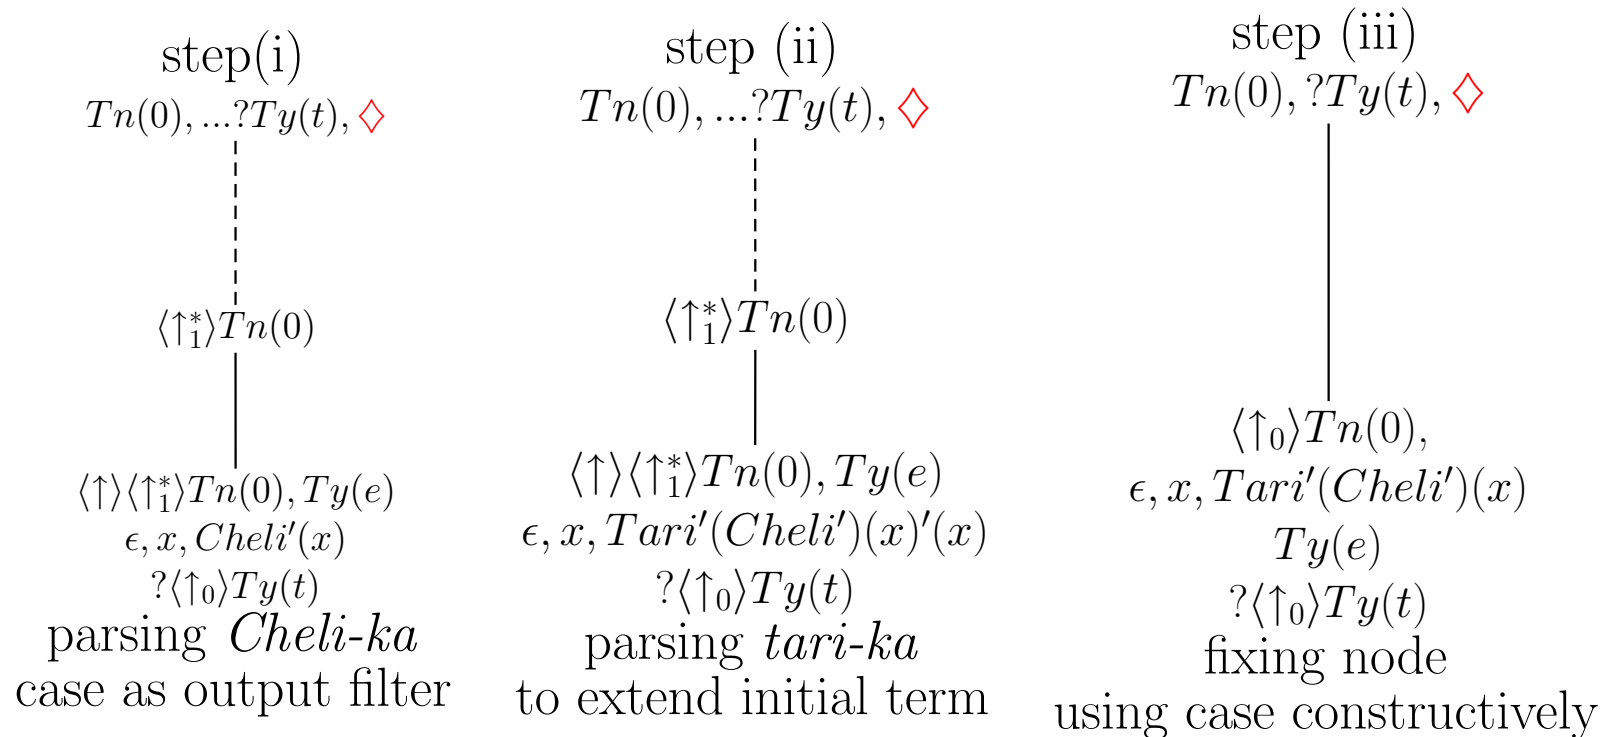 step(i)
Tn(0), ...?Ty(t), ♢
⟨↑*₁⟩Tn(0)
⟨↑⟩⟨↑*₁⟩Tn(0), Ty(e)
ϵ, x, Cheli′(x)
?⟨↑₀⟩Ty(t)
parsing Cheli-ka
case as output filter
step (ii)
Tn(0), ...?Ty(t), ♢
⟨↑*₁⟩Tn(0)
⟨↑⟩⟨↑*₁⟩Tn(0), Ty(e)
ϵ, x, Tari′(Cheli′)(x)′(x)
?⟨↑₀⟩Ty(t)
parsing tari-ka
to extend initial term
step (iii)
Tn(0), ?Ty(t), ♢
⟨↑₀⟩Tn(0),
ϵ, x, Tari′(Cheli′)(x)
Ty(e)
?⟨↑₀⟩Ty(t)
fixing node
using case constructively